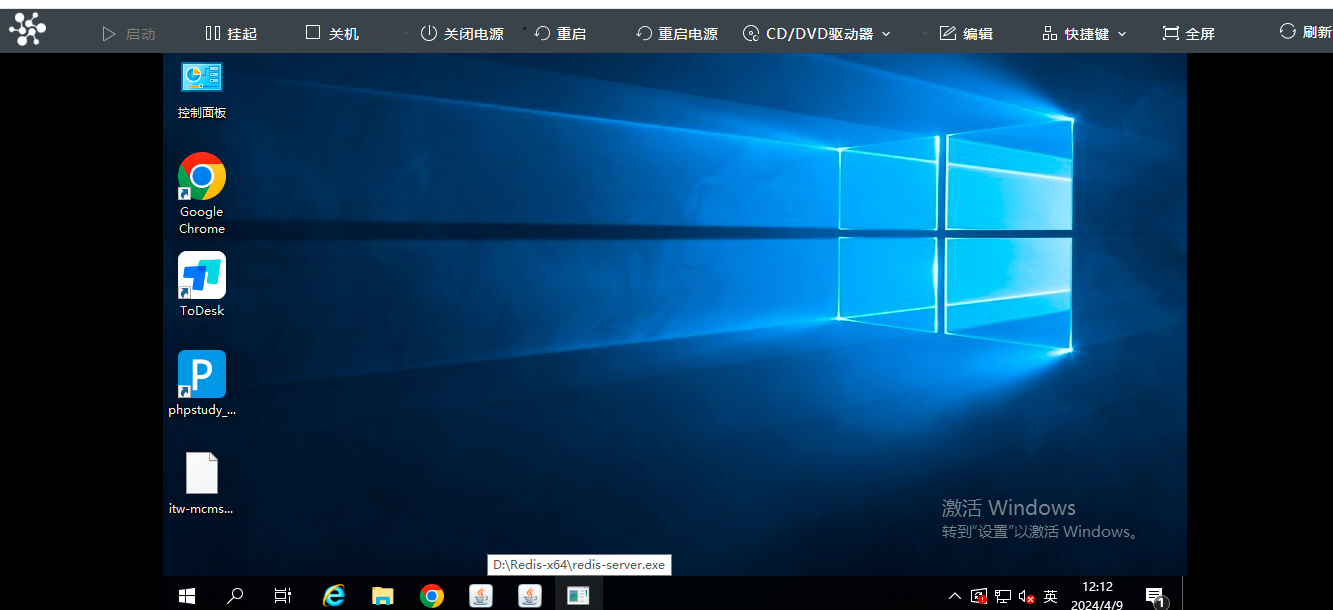 启动 挂起 关机 关闭电源 重启 重启电源 CD/DVD驱动器 编辑 快捷键 全屏 刷新
控制面板
Google
Chrome
ToDesk
P
phpstudy_...
itw-mcms...
激活 Windows
转到"设置"以激活 Windows。
D:\Redis-x64\redis-server.exe
英
12:12
2024/4/9
1